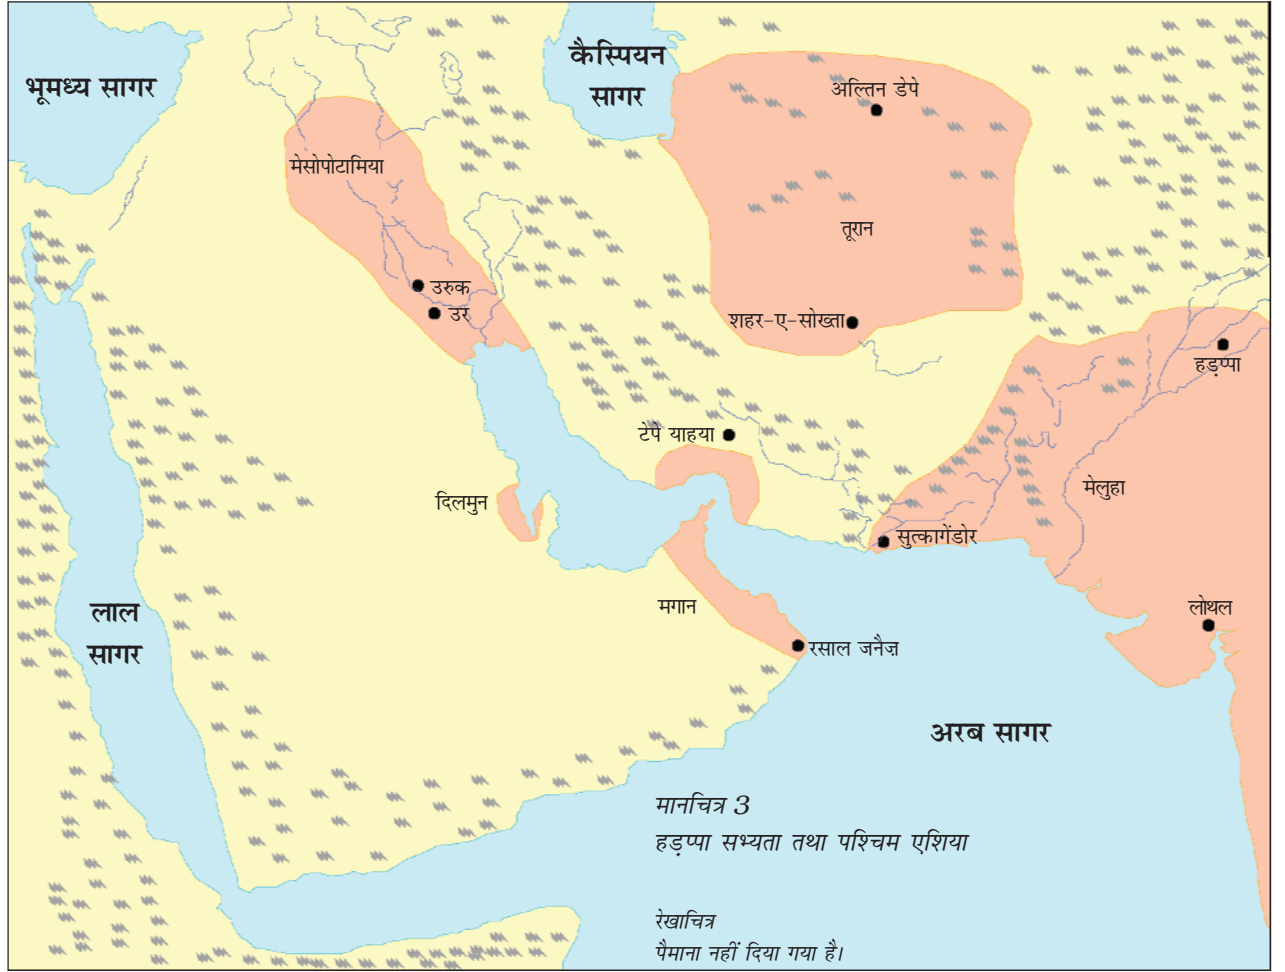 भूमध्य सागर
कैस्पियन
सागर
अल्तिन डेपे
मेसोपोटामिया
तूरान
उरुक
उर
शहर-ए-सोख्ता
हड़प्पा
टेपे याहया
मेलुहा
दिलमुन
सुत्कागेंडोर
लाल
सागर
मगान
लोथल
रसाल जनैज़
अरब सागर
मानचित्र 3
हड़प्पा सभ्यता तथा पश्चिम एशिया
रेखाचित्र
पैमाना नहीं दिया गया है।